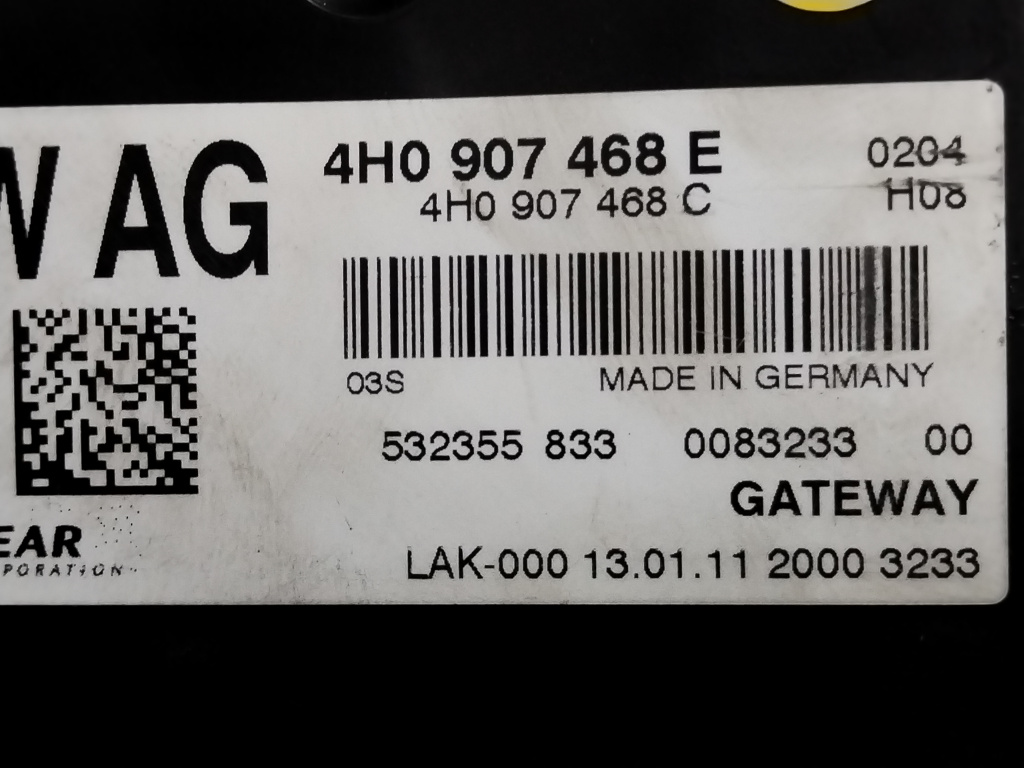 W AG
4H0 907 468 E 0204
4H0 907 468 C H08
03S MADE IN GERMANY
532355 833 0083233 00
GATEWAY
EAR
PORATION
LAK-000 13.01.11 2000 3233